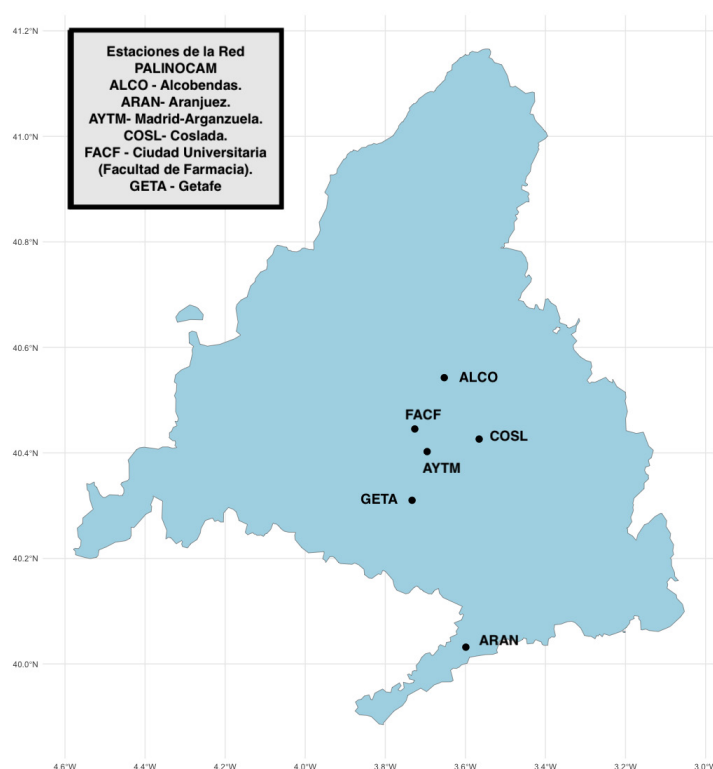 41.2°N
Estaciones de la Red
PALINOCAM
ALCO - Alcobendas.
ARAN- Aranjuez.
AYTM- Madrid-Arganzuela.
COSL- Coslada.
FACF - Ciudad Universitaria
(Facultad de Farmacia).
GETA - Getafe
41.0°N
40.8°N
40.6°N
ALCO
FACF
COSL
40.4°N
AYTM
GETA
40.2°N
ARAN
40.0°N
4.6°W 4.4°W 4.2°W 4.0°W 3.8°W 3.6°W 3.4°W 3.2°W 3.0°W